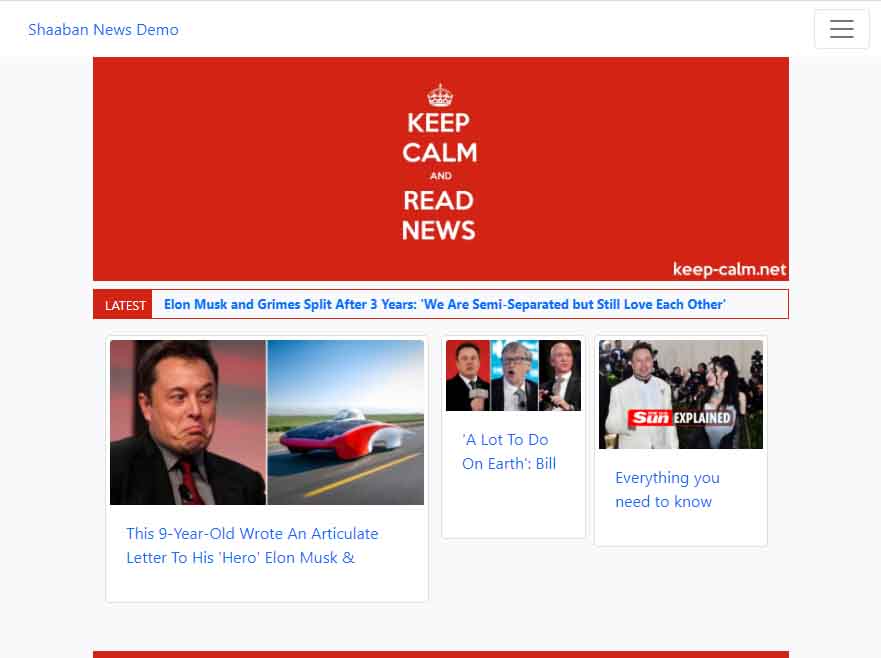 Shaaban News Demo
KEEP
CALM
AND
READ
NEWS
keep-calm.net
LATEST
Elon Musk and Grimes Split After 3 Years: 'We Are Semi-Separated but Still Love Each Other'
This 9-Year-Old Wrote An Articulate
Letter To His 'Hero' Elon Musk &
'A Lot To Do
On Earth': Bill
THE SUN
Sun EXPLAINED
Everything you
need to know